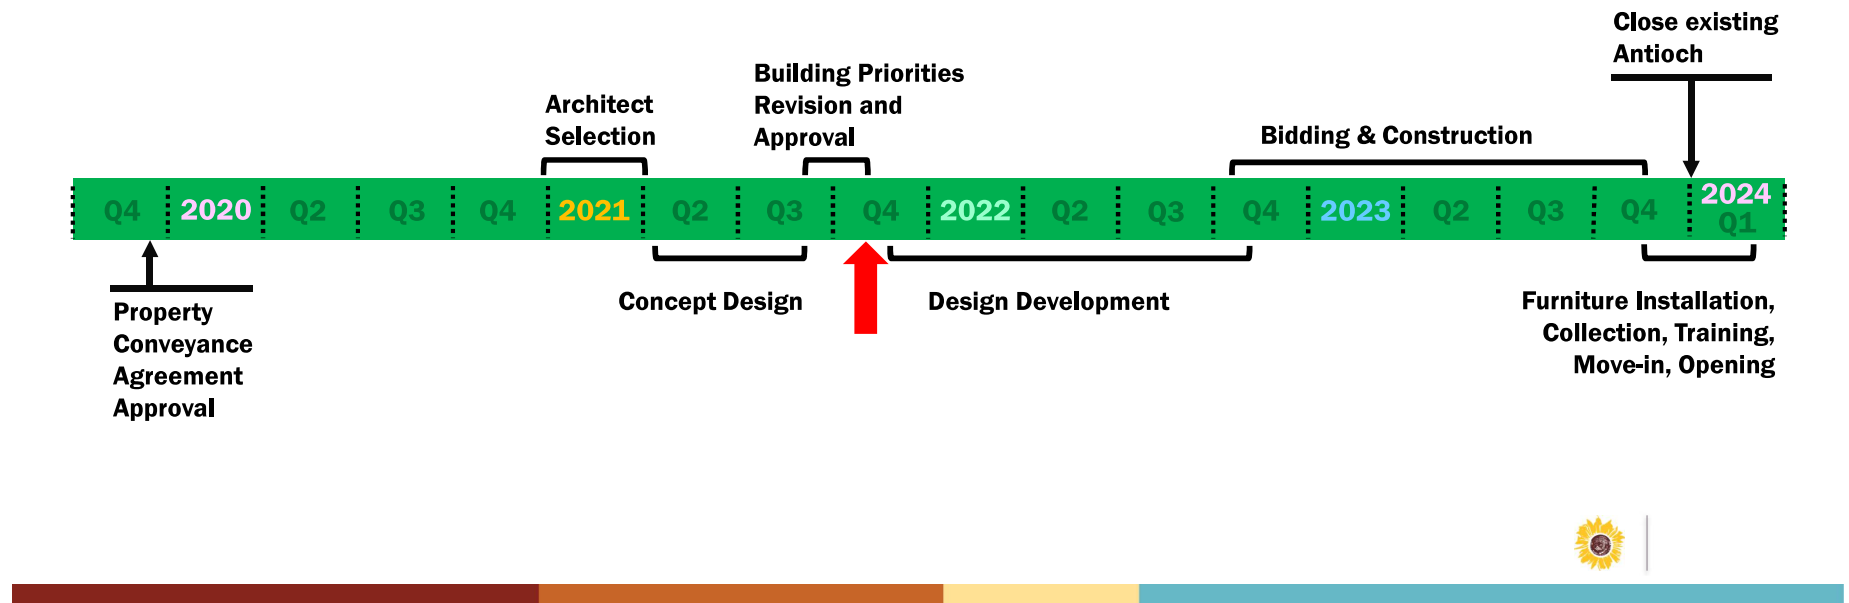 Close existing
Antioch
Building Priorities
Revision and
Approval
Architect
Selection
Bidding & Construction
Q4 2020 Q2 Q3 Q4 2021 Q2 Q3 Q4 2022 Q2 Q3 Q4 2023 Q2 Q3 Q4 2024
Q1
Property
Conveyance
Agreement
Approval
Concept Design
Design Development
Furniture Installation,
Collection, Training,
Move-in, Opening